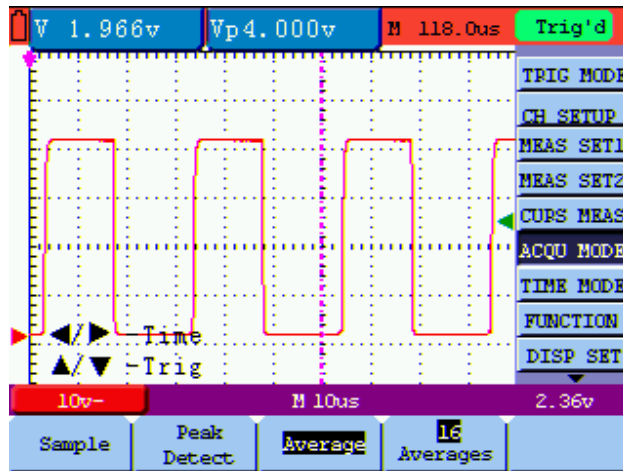 V 1.966v
Vp4.000v
M 118.0us
Trig'd
TRIG MODE
CH SETUP
MEAS SET1
MEAS SET2
CURS MEAS
ACQU MODE
TIME MODE
FUNCTION
DISP SET
◀/▶ -Time
▲/▼ -Trig
10v-
M 10us
2.36v
Sample
Peak
Detect
Average
16
Averages